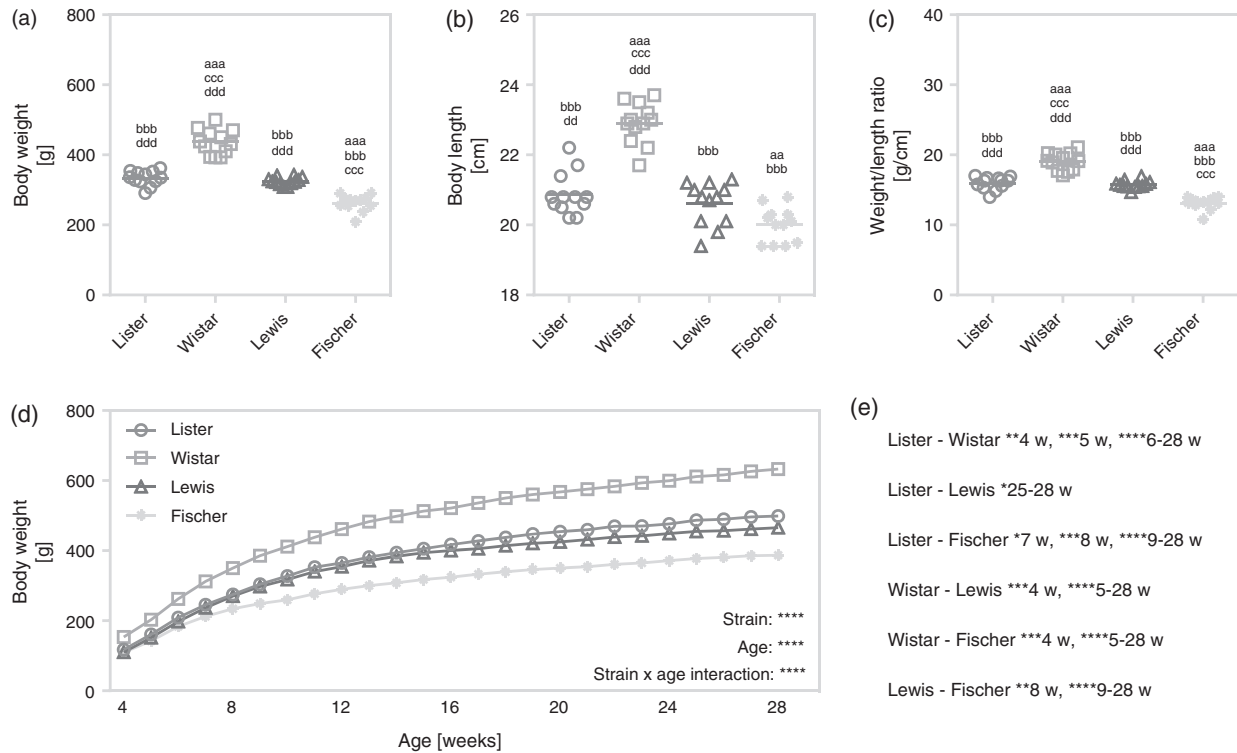 (a)
800
600
400
200
0
Body weight
[g]
bbb
ddd
aaa
ccc
ddd
bbb
ddd
aaa
bbb
ccc
Lister
Wistar
Lewis
Fischer
(b)
26
24
22
20
18
Body length
[cm]
bbb
dd
aaa
ccc
ddd
bbb
aa
bbb
Lister
Wistar
Lewis
Fischer
(c)
40
30
20
10
0
Weight/length ratio
[g/cm]
bbb
ddd
aaa
ccc
ddd
bbb
ddd
aaa
bbb
ccc
Lister
Wistar
Lewis
Fischer
(d)
800
600
400
200
0
Body weight
[g]
Lister
Wistar
Lewis
Fischer
Strain: ****
Age: ****
Strain x age interaction: ****
4 8 12 16 20 24 28
Age [weeks]
(e)
Lister - Wistar **4 w, ***5 w, ****6-28 w
Lister - Lewis *25-28 w
Lister - Fischer *7 w, ***8 w, ****9-28 w
Wistar - Lewis ***4 w, ****5-28 w
Wistar - Fischer ***4 w, ****5-28 w
Lewis - Fischer **8 w, ****9-28 w